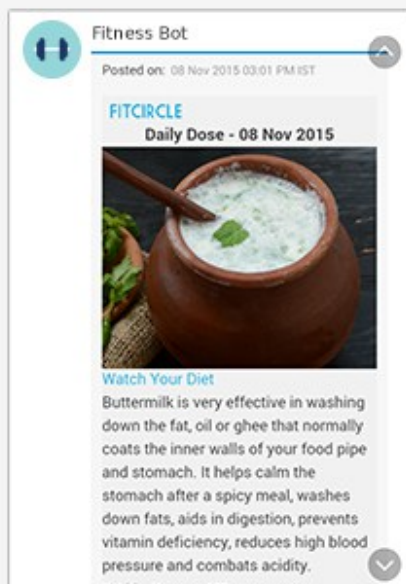 Fitness Bot
Posted on: 08 Nov 2015 03:01 PM IST
FITCIRCLE
Daily Dose - 08 Nov 2015
Watch Your Diet
Buttermilk is very effective in washing
down the fat, oil or ghee that normally
coats the inner walls of your food pipe
and stomach. It helps calm the
stomach after a spicy meal, washes
down fats, aids in digestion, prevents
vitamin deficiency, reduces high blood
pressure and combats acidity.